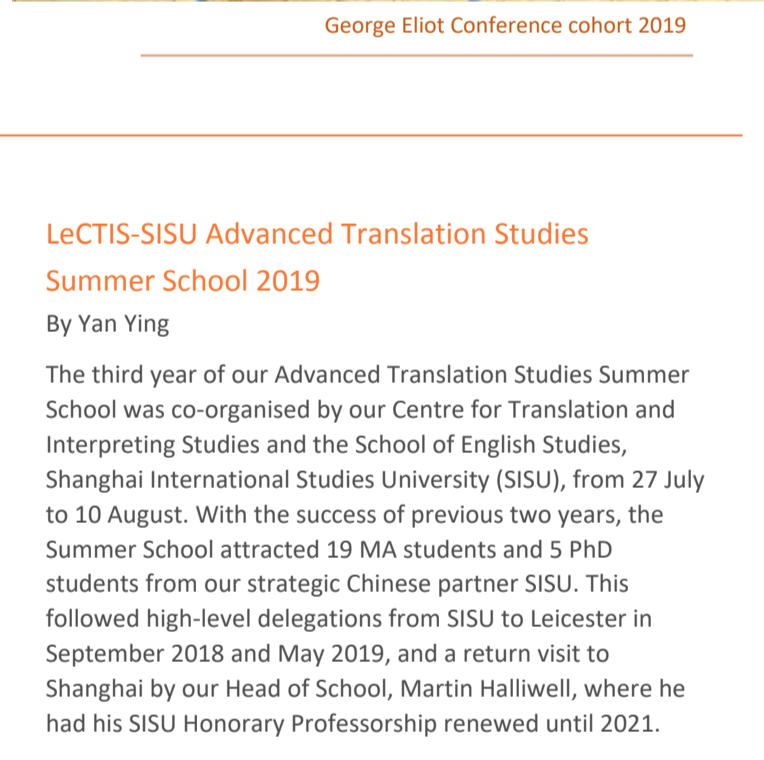 George Eliot Conference cohort 2019
LeCTIS-SISU Advanced Translation Studies
Summer School 2019
By Yan Ying
The third year of our Advanced Translation Studies Summer
School was co-organised by our Centre for Translation and
Interpreting Studies and the School of English Studies,
Shanghai International Studies University (SISU), from 27 July
to 10 August. With the success of previous two years, the
Summer School attracted 19 MA students and 5 PhD
students from our strategic Chinese partner SISU. This
followed high-level delegations from SISU to Leicester in
September 2018 and May 2019, and a return visit to
Shanghai by our Head of School, Martin Halliwell, where he
had his SISU Honorary Professorship renewed until 2021.